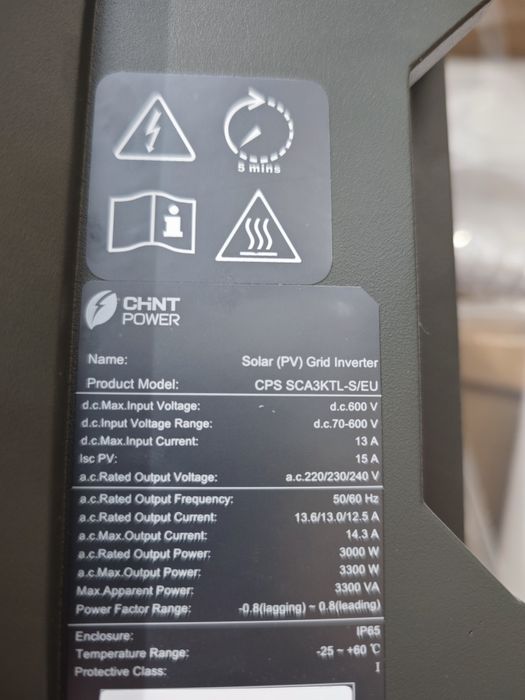 5 mins
CHNT
POWER
Name: Solar (PV) Grid Inverter
Product Model: CPS SCA3KTL-S/EU
d.c.Max.Input Voltage: d.c.600 V
d.c.Input Voltage Range: d.c.70-600 V
d.c.Max.Input Current: 13 A
Isc PV: 15 A
a.c.Rated Output Voltage: a.c.220/230/240 V
a.c.Rated Output Frequency: 50/60 Hz
a.c.Rated Output Current: 13.6/13.0/12.5 A
a.c.Max.Output Current: 14.3 A
a.c.Rated Output Power: 3000 W
a.c.Max.Output Power: 3300 W
Max.Apparent Power: 3300 VA
Power Factor Range: -0.8(lagging) ~ 0.8(leading)
Enclosure: IP65
Temperature Range: -25 ~ +60 ℃
Protective Class: I